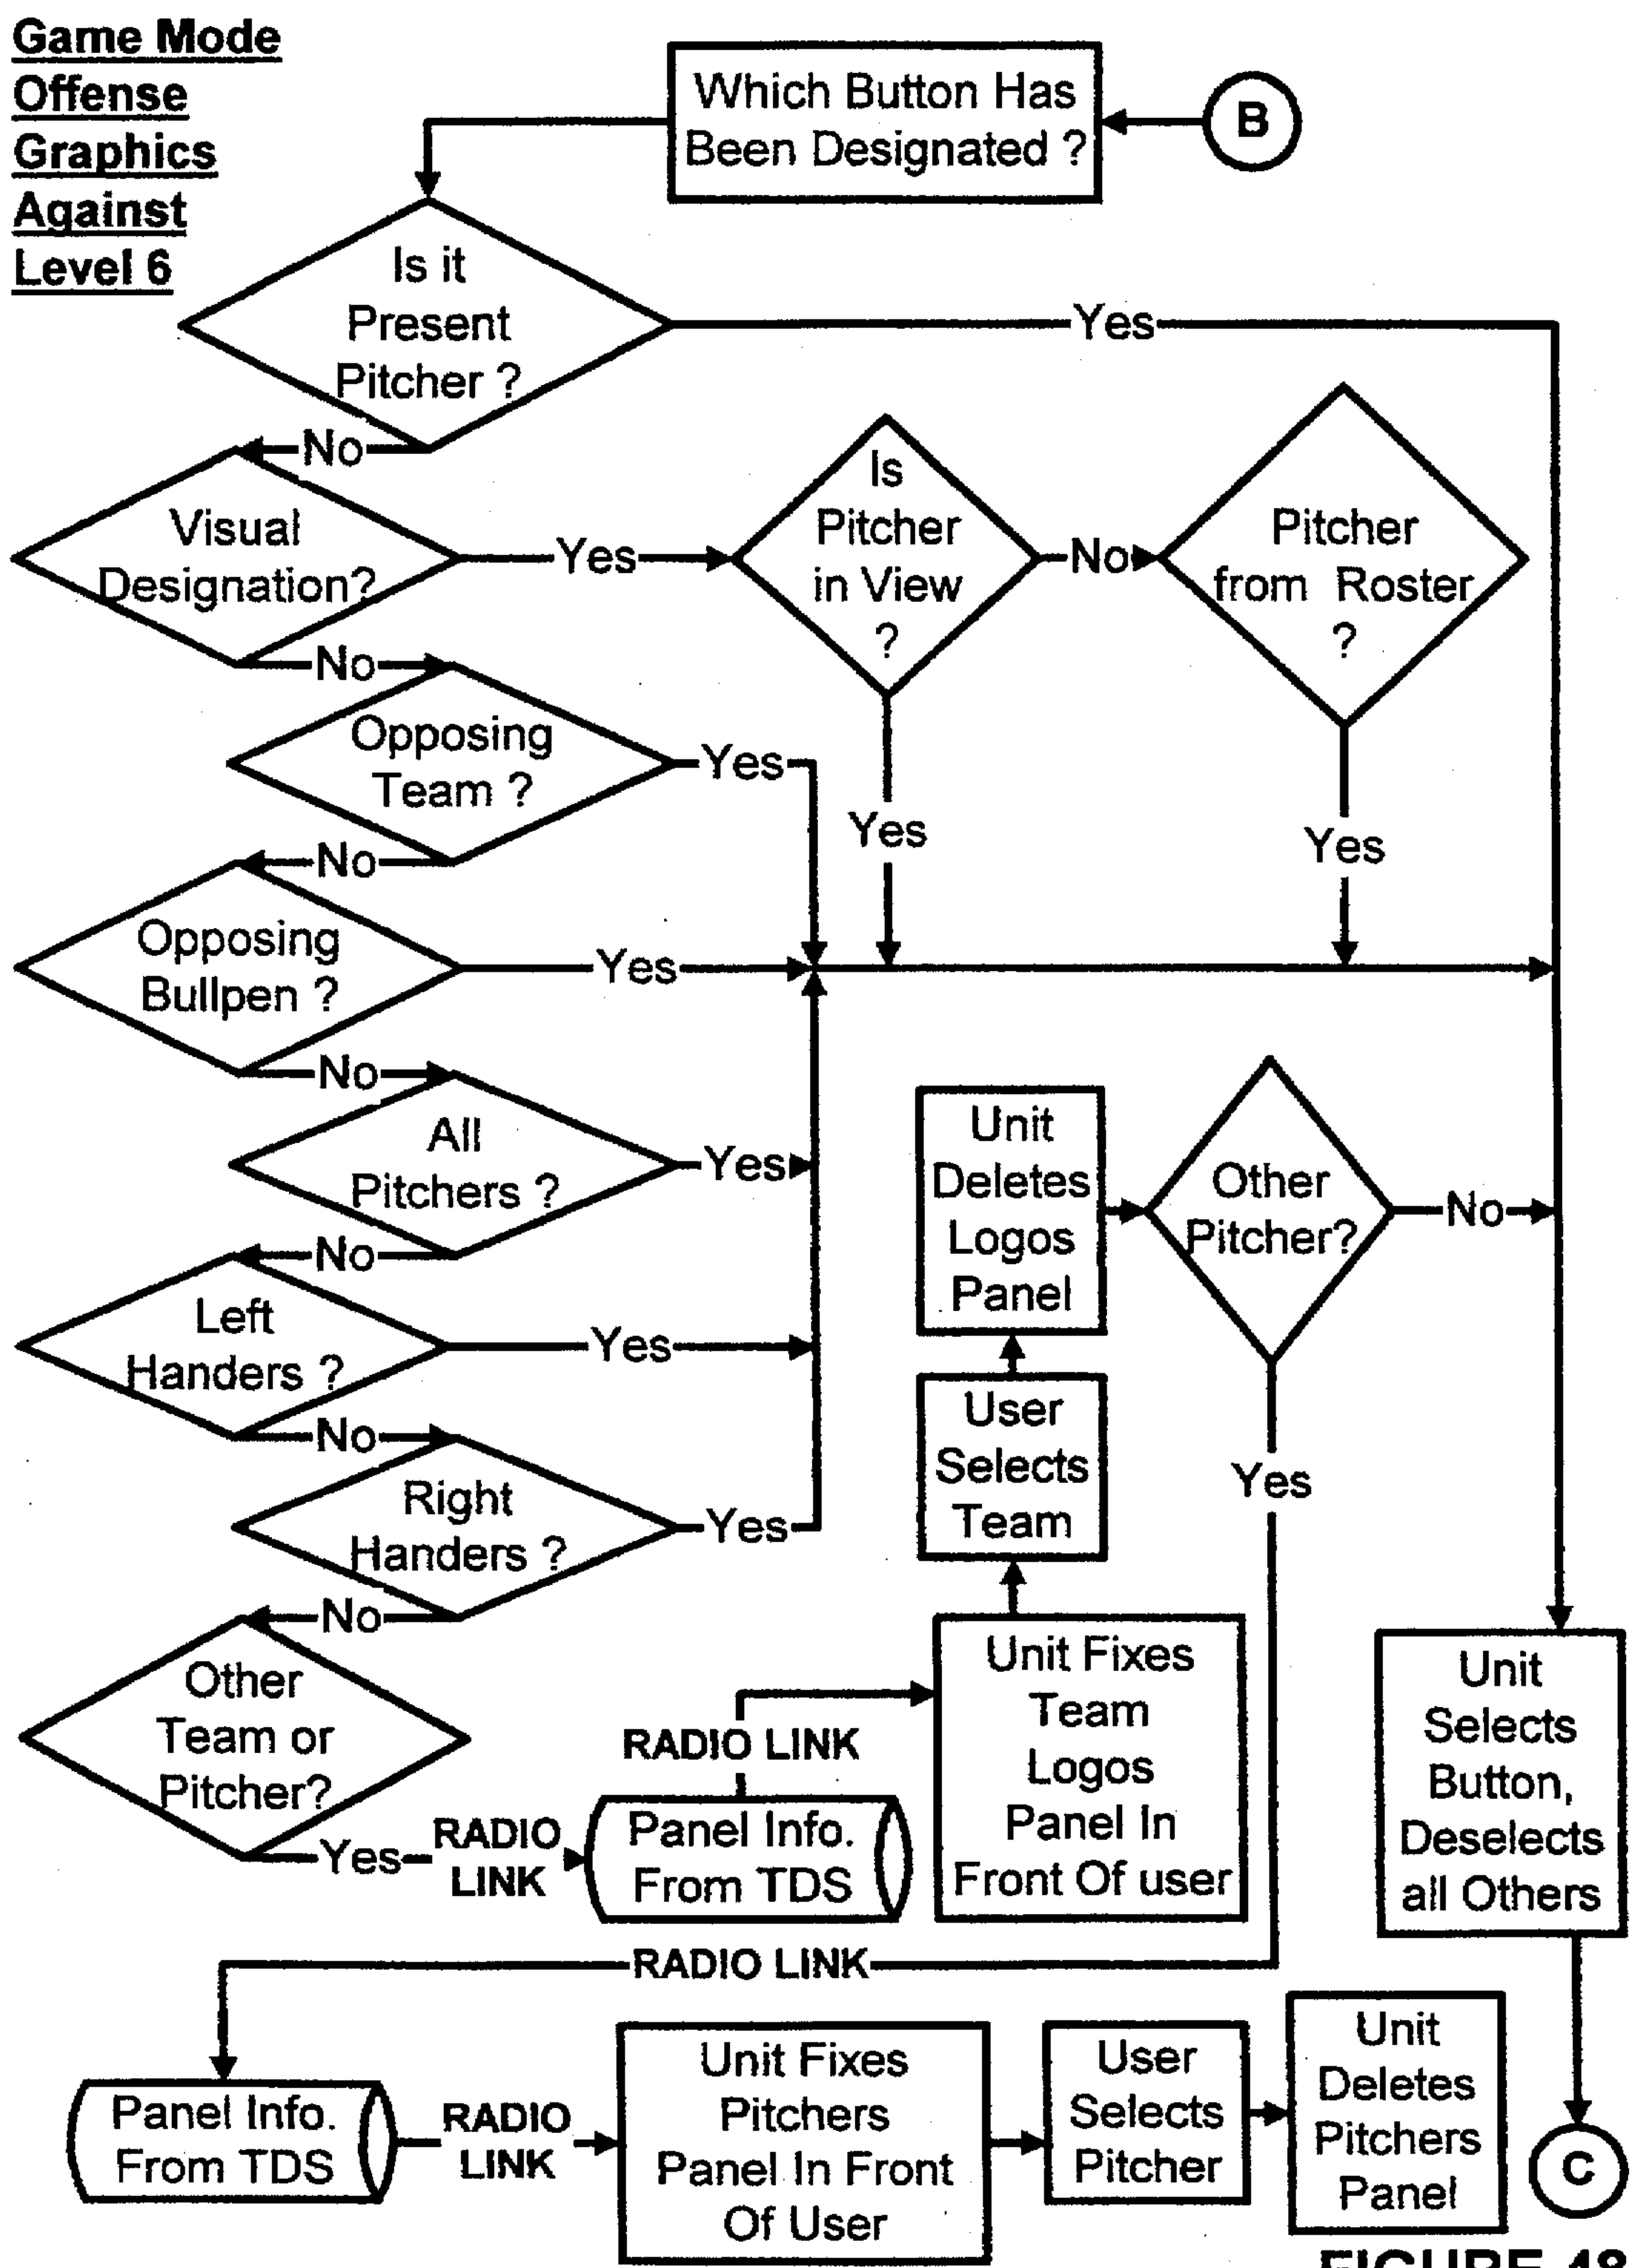 Game Mode
Offense
Graphics
Against
Level 6
Which Button Has
Been Designated ?
B
Is it
Present
Pitcher ?
Yes
No
Visual
Designation?
Yes
Is
Pitcher
in View
?
No
Pitcher
from Roster
?
No
Opposing
Team ?
Yes
Yes
Yes
No
Opposing
Bullpen ?
Yes
No
All
Pitchers ?
Yes
No
Left
Handers ?
Yes
No
Right
Handers ?
Yes
No
Other
Team or
Pitcher?
Yes
RADIO
LINK
Panel Info.
From TDS
RADIO LINK
Unit Fixes
Team
Logos
Panel In
Front Of user
User
Selects
Team
Unit
Deletes
Logos
Panel
Other
Pitcher?
No
Yes
Unit
Selects
Button,
Deselects
all Others
RADIO LINK
Panel Info.
From TDS
RADIO
LINK
Unit Fixes
Pitchers
Panel In Front
Of User
User
Selects
Pitcher
Unit
Deletes
Pitchers
Panel
C
FIGURE 48